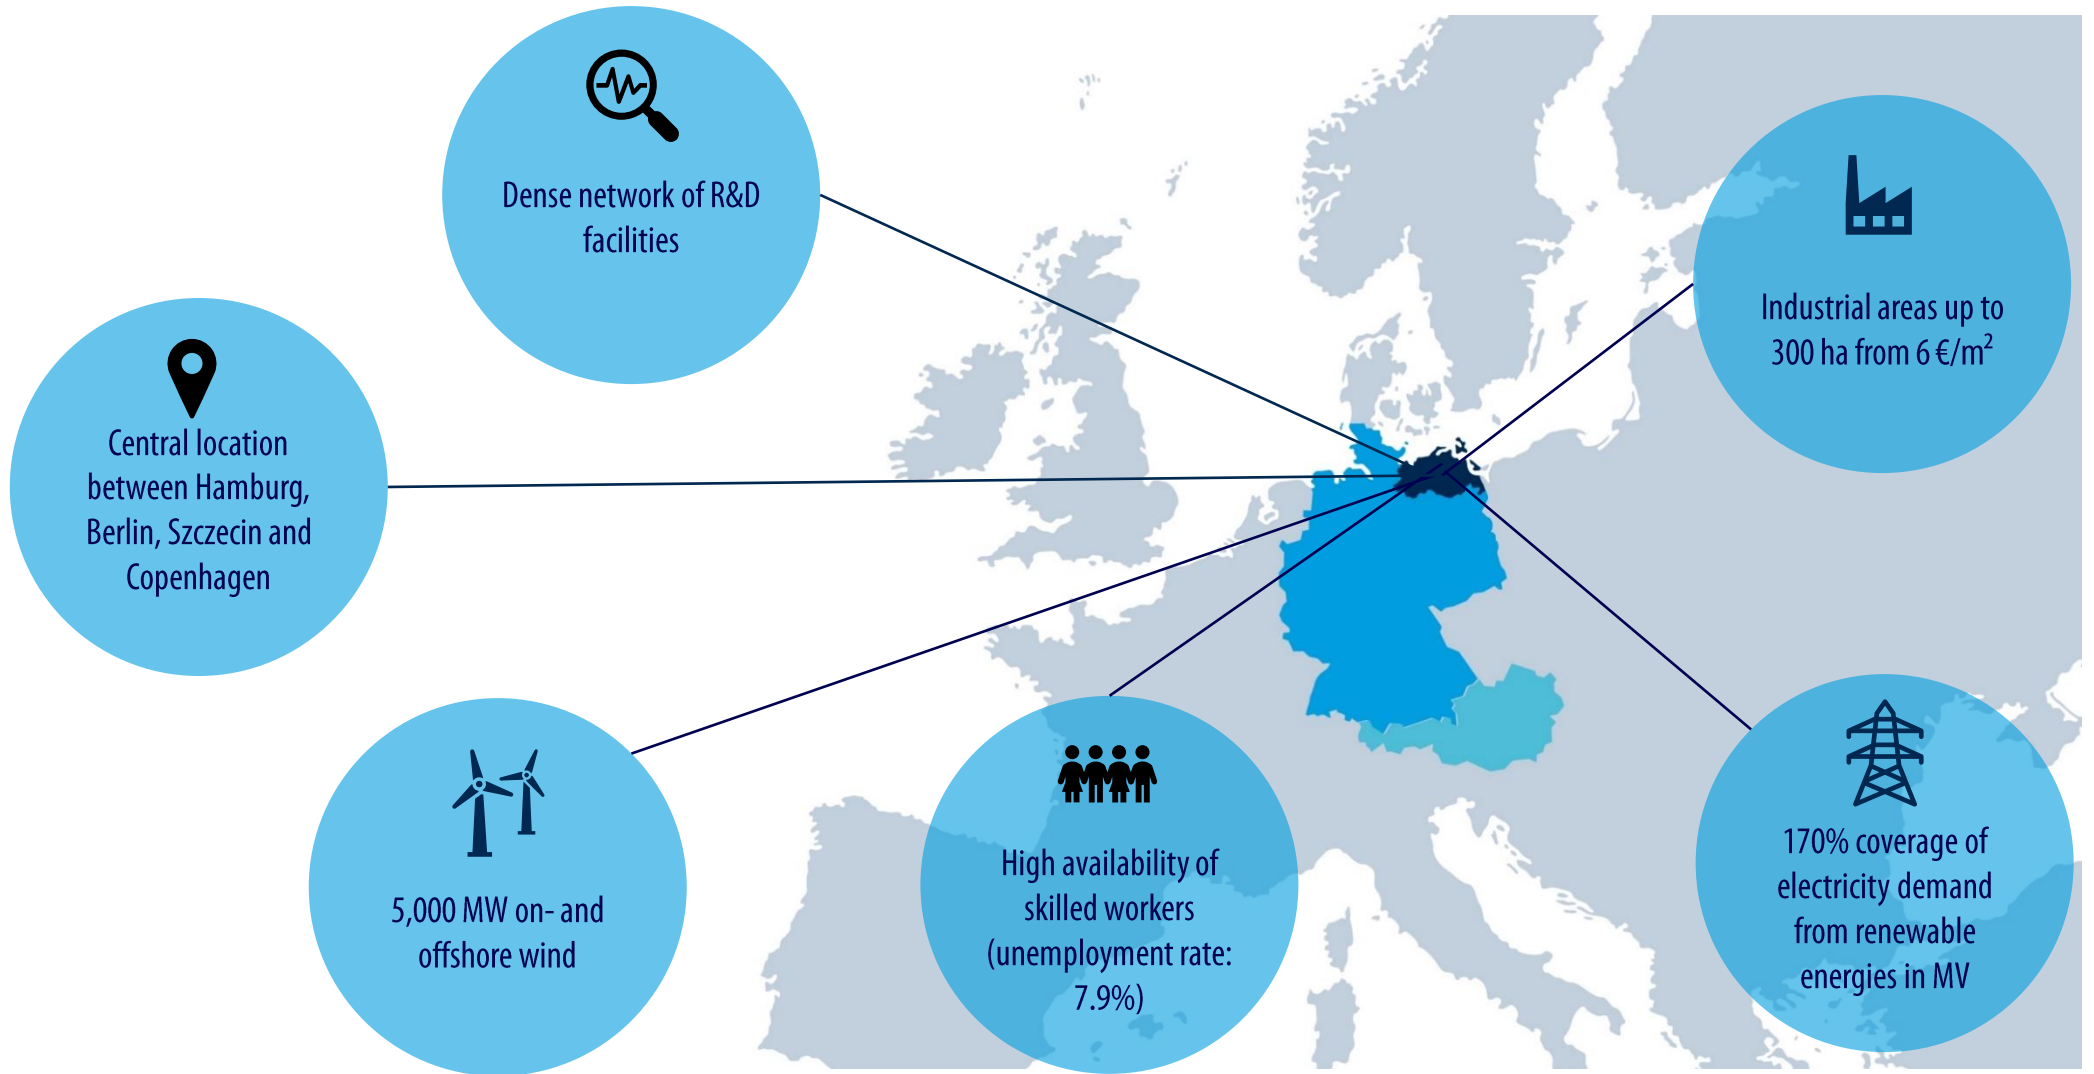 Dense network of R&D
facilities
Industrial areas up to
300 ha from 6 €/m²
Central location
between Hamburg,
Berlin, Szczecin and
Copenhagen
5,000 MW on- and
offshore wind
High availability of
skilled workers
(unemployment rate:
7.9%)
170% coverage of
electricity demand
from renewable
energies in MV